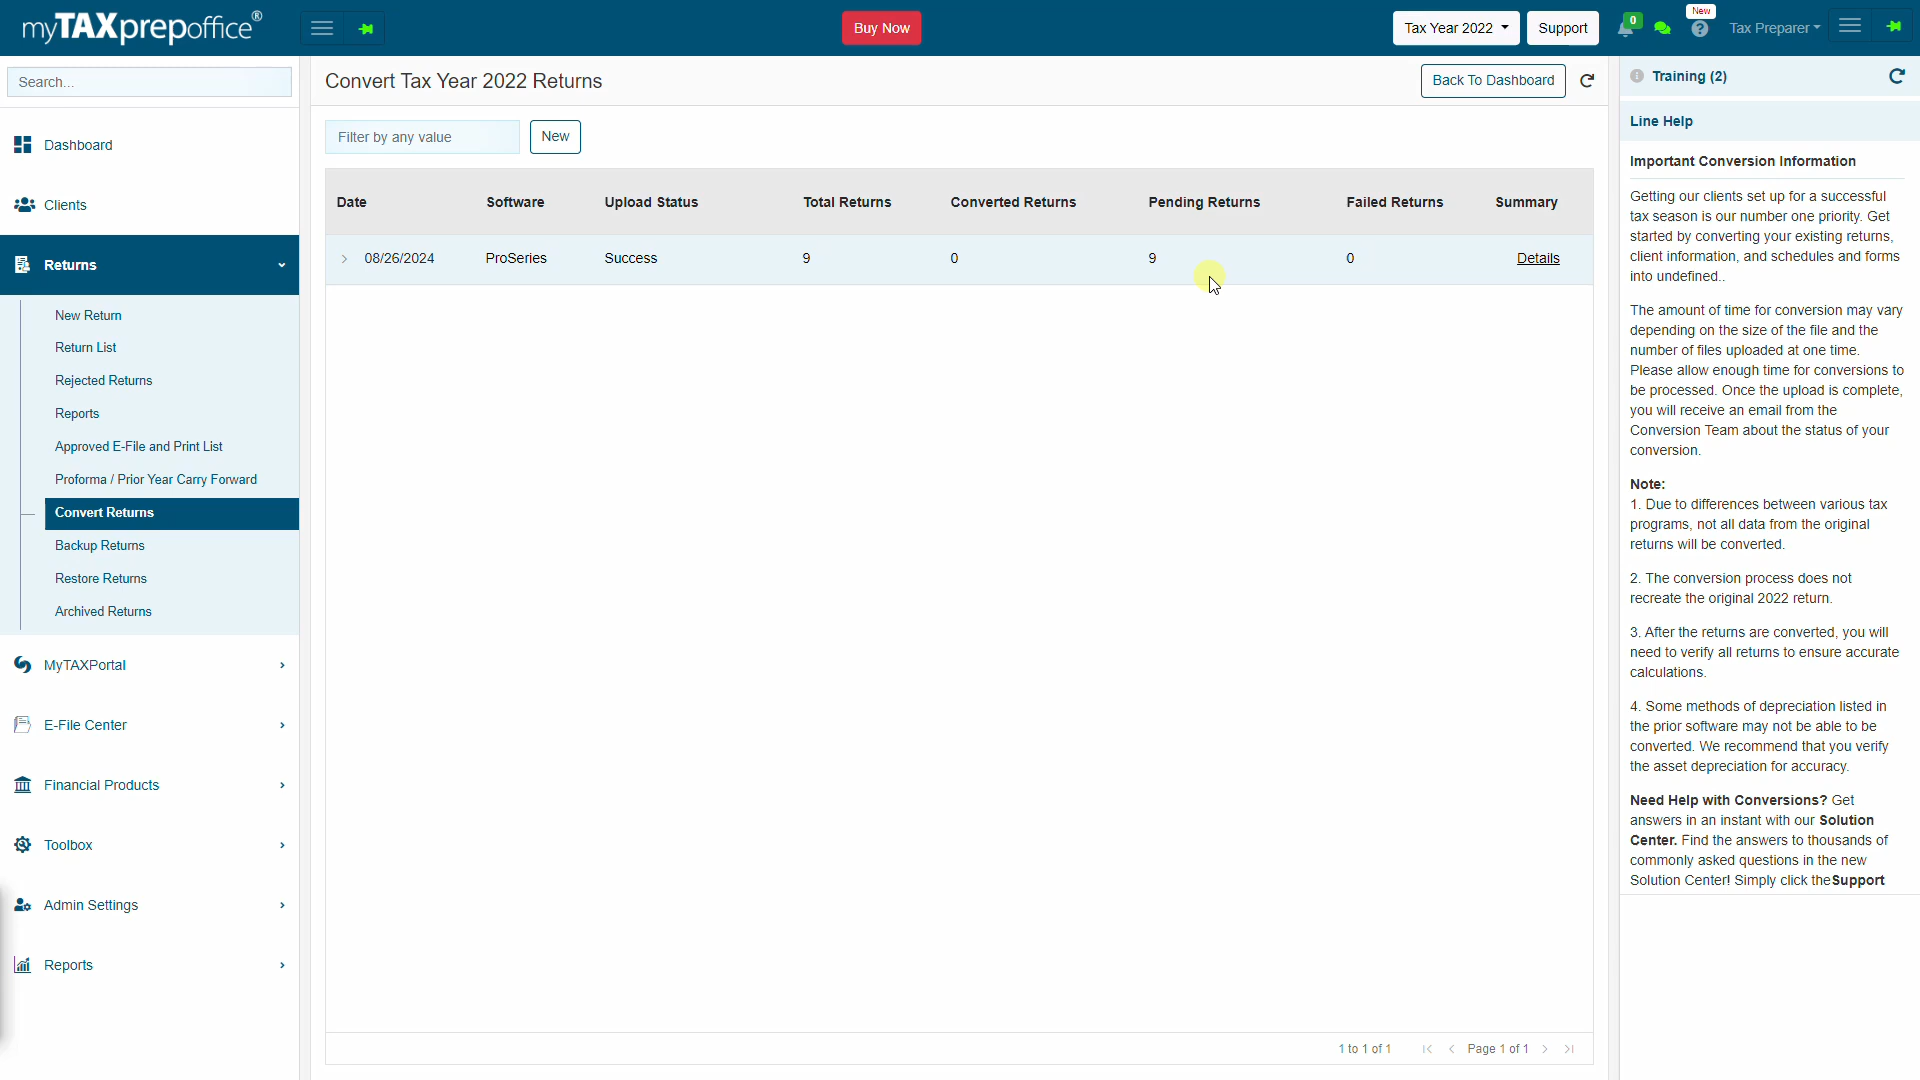 myTAXprepoffice®
Buy Now
Tax Year 2022
Support
0
New
Tax Preparer
Search...
Dashboard
Clients
Returns
New Return
Return List
Rejected Returns
Reports
Approved E-File and Print List
Proforma / Prior Year Carry Forward
Convert Returns
Backup Returns
Restore Returns
Archived Returns
MyTAXPortal
E-File Center
Financial Products
Toolbox
Admin Settings
Reports
Convert Tax Year 2022 Returns
Back To Dashboard
Filter by any value
New
Date Software Upload Status Total Returns Converted Returns Pending Returns Failed Returns Summary
08/26/2024 ProSeries Success 9 0 9 0 Details
1 to 1 of 1 Page 1 of 1
Training (2)
Line Help
Important Conversion Information
Getting our clients set up for a successful
tax season is our number one priority. Get
started by converting your existing returns,
client information, and schedules and forms
into undefined..
The amount of time for conversion may vary
depending on the size of the file and the
number of files uploaded at one time.
Please allow enough time for conversions to
be processed. Once the upload is complete,
you will receive an email from the
Conversion Team about the status of your
conversion.
Note:
1. Due to differences between various tax
programs, not all data from the original
returns will be converted.
2. The conversion process does not
recreate the original 2022 return.
3. After the returns are converted, you will
need to verify all returns to ensure accurate
calculations.
4. Some methods of depreciation listed in
the prior software may not be able to be
converted. We recommend that you verify
the asset depreciation for accuracy.
Need Help with Conversions? Get
answers in an instant with our Solution
Center. Find the answers to thousands of
commonly asked questions in the new
Solution Center! Simply click theSupport